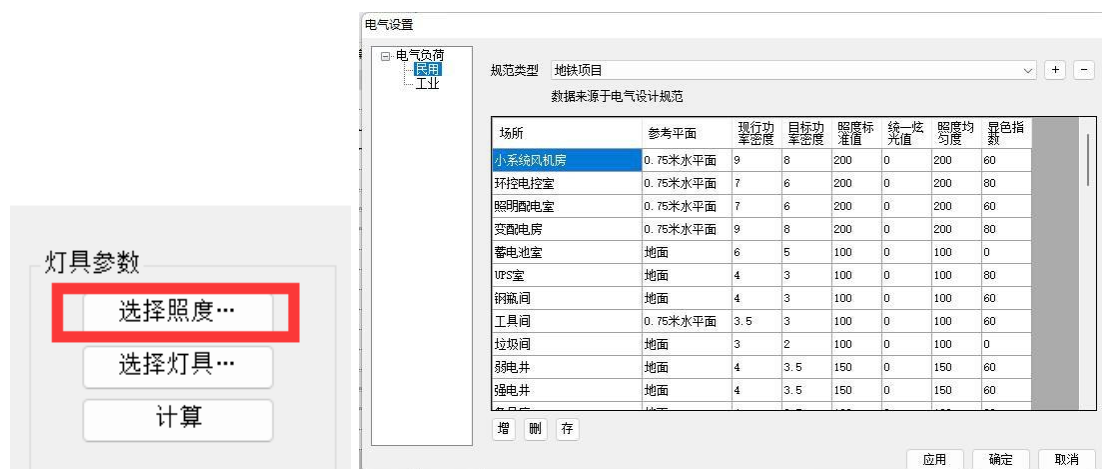 灯具参数
选择照度…
选择灯具…
计算
电气设置
电气负荷
民用
工业
规范类型 地铁项目 + -
数据来源于电气设计规范
场所 参考平面 现行功率密度 目标功率密度 照度标准值 统一炫光值 照度均匀度 显色指数
小系统风机房 0.75米水平面 9 8 200 0 200 60
环控电控室 0.75米水平面 7 6 200 0 200 80
照明配电室 0.75米水平面 7 6 200 0 200 60
变配电房 0.75米水平面 9 8 200 0 200 80
蓄电池室 地面 6 5 100 0 100 0
UPS室 地面 4 3 100 0 100 80
钢瓶间 地面 4 3 100 0 100 60
工具间 0.75米水平面 3.5 3 100 0 100 60
垃圾间 地面 3 2 100 0 100 0
弱电井 地面 4 3.5 150 0 150 60
强电井 地面 4 3.5 150 0 150 60
增 删 存
应用 确定 取消